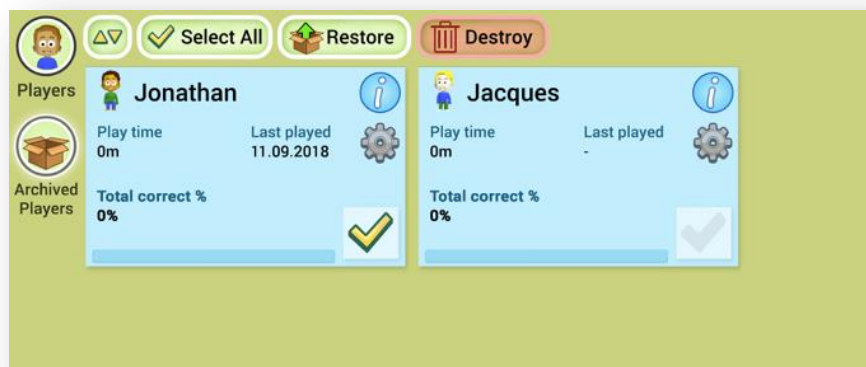 Players
Archived
Players
Select All
Restore
Destroy
Jonathan
Play time
0m
Last played
11.09.2018
Total correct %
0%
Jacques
Play time
0m
Last played
-
Total correct %
0%